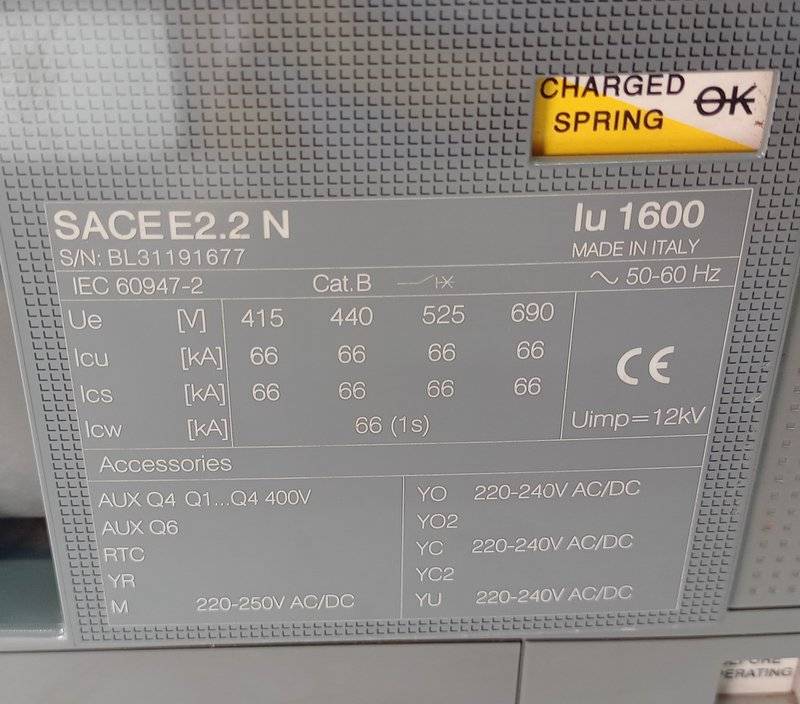 CHARGED OK
SPRING
SACE E2.2 N Iu 1600
S/N: BL31191677 MADE IN ITALY
IEC 60947-2 Cat.B 50-60 Hz
Ue [V] 415 440 525 690
Icu [kA] 66 66 66 66
Ics [kA] 66 66 66 66
Icw [kA] 66 (1s)
CE
Uimp=12kV
Accessories
AUX Q4 Q1...Q4 400V
AUX Q6
RTC
YR
M 220-250V AC/DC
YO 220-240V AC/DC
YO2
YC 220-240V AC/DC
YC2
YU 220-240V AC/DC